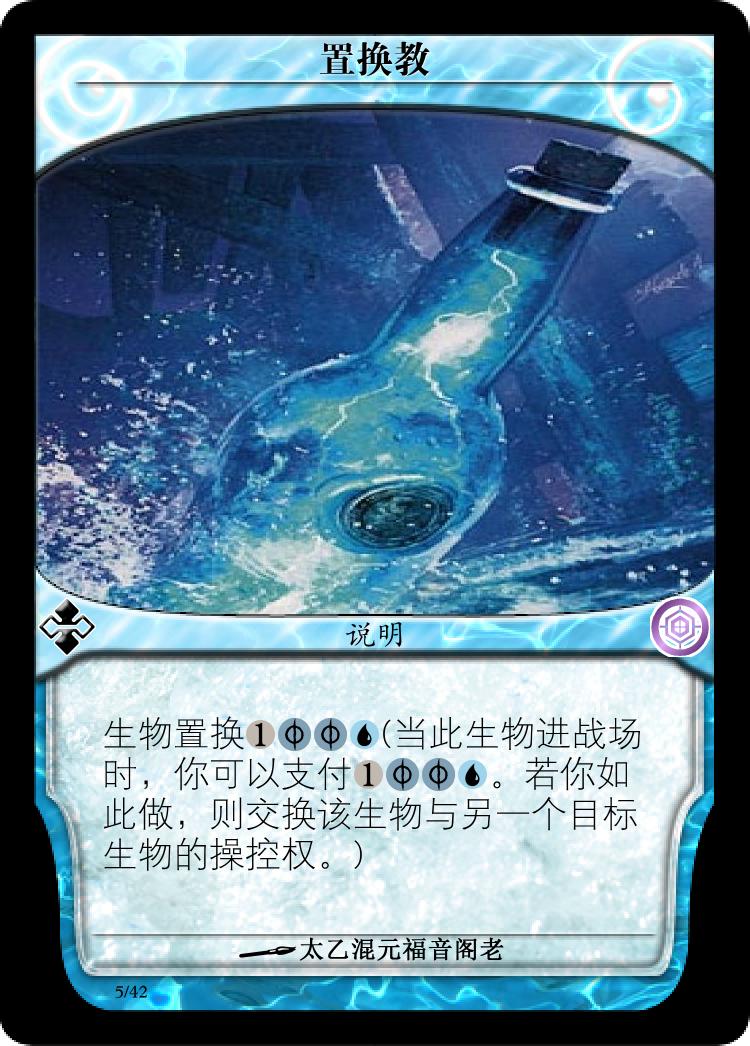 置换教
说明
生物置换1ΦΦ(当此生物进战场
时，你可以支付1ΦΦ。若你如
此做，则交换该生物与另一个目标
生物的操控权。)
太乙混元福音阁老
5/42